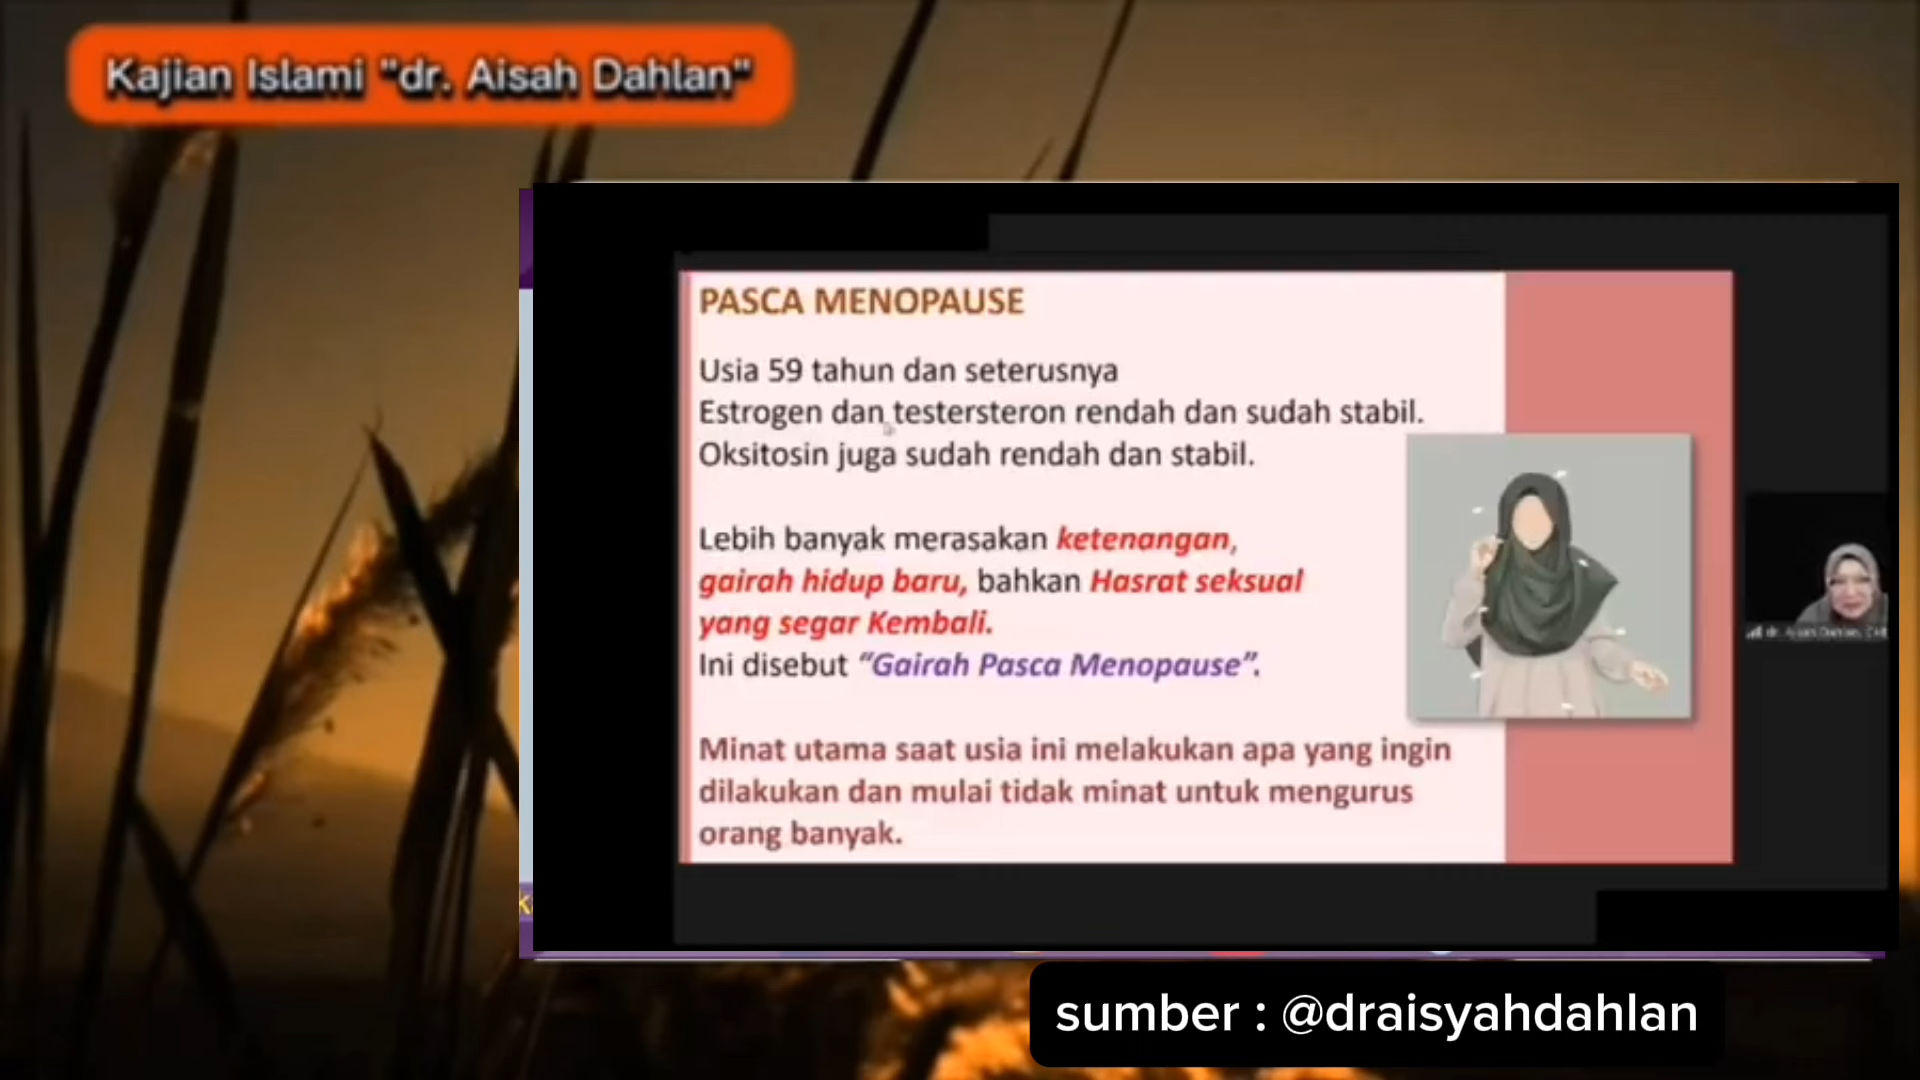 Kajian Islami "dr. Aisah Dahlan"
PASCA MENOPAUSE
Usia 59 tahun dan seterusnya
Estrogen dan testersteron rendah dan sudah stabil.
Oksitosin juga sudah rendah dan stabil.
Lebih banyak merasakan ketenangan,
gairah hidup baru, bahkan Hasrat seksual
yang segar Kembali.
Ini disebut “Gairah Pasca Menopause”.
Minat utama saat usia ini melakukan apa yang ingin
dilakukan dan mulai tidak minat untuk mengurus
orang banyak.
sumber : @draisyahdahlan